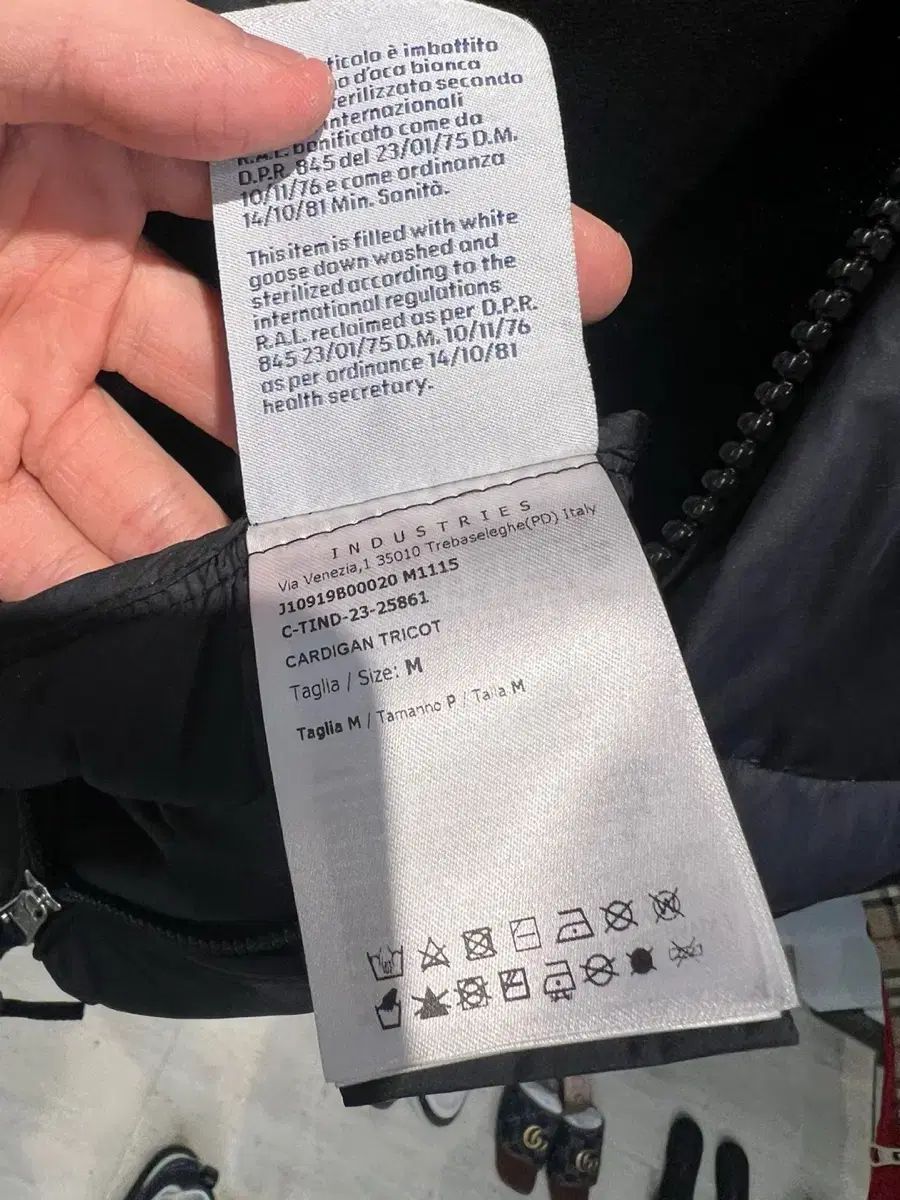 è imbottito
d'oca bianca
secondo
R.A.L. bonificato come da
D.P.R. 845 del 23/01/75 D.M.
10/11/76 e come ordinanza
14/10/81 Min. Sanità.
This item is filled with white
goose down washed and
sterilized according to the
international regulations
R.A.L. reclaimed as per D.P.R.
845 23/01/75 D.M. 10/11/76
as per ordinance 14/10/81
health secretary.
INDUSTRIES
Via Venezia,1 35010 Trebaseleghe(PD) Italy
J10919B00020 M1115
C-TIND-23-25861
CARDIGAN TRICOT
Taglia / Size: M
Taglia M / Tamanho P / Talla M